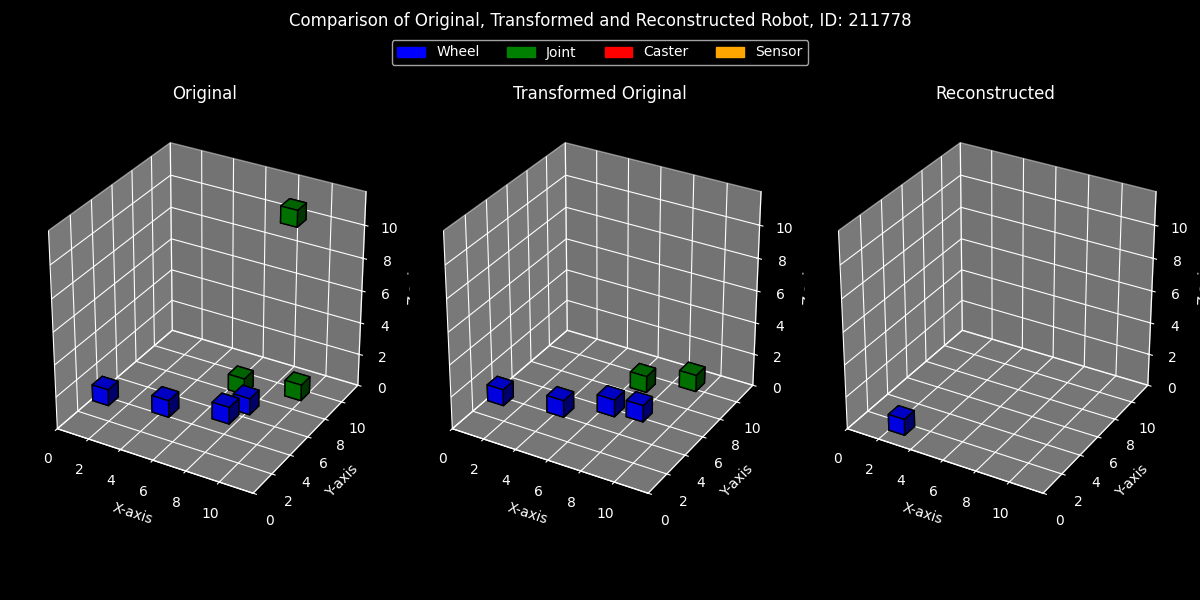 Comparison of Original, Transformed and Reconstructed Robot, ID: 211778
Wheel Joint Caster Sensor
Original Transformed Original Reconstructed
10 10 10
8 8 8
6 6 6
4 4 4
2 2 2
0 0 0
0 2 4 6 8 10 0 2 4 6 8 10 0 2 4 6 8 10
X-axis X-axis X-axis
0 2 4 6 8 10 0 2 4 6 8 10 0 2 4 6 8 10
Y-axis Y-axis Y-axis